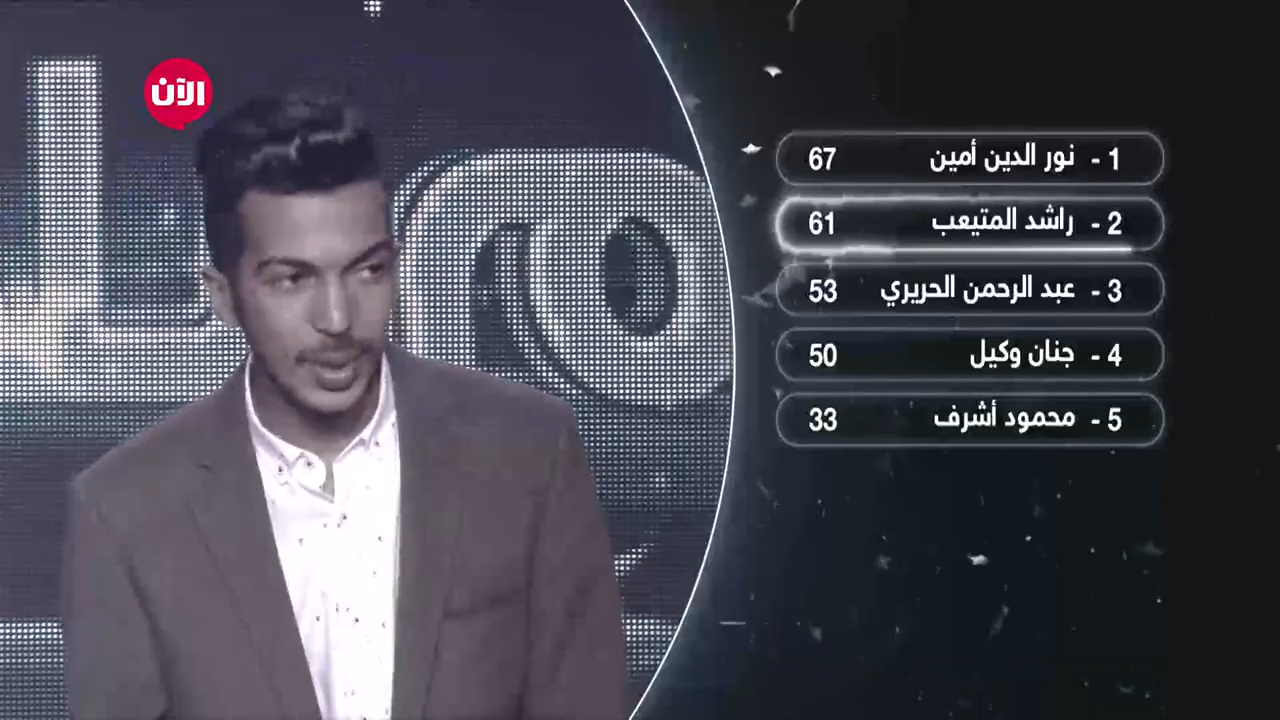 الآن
1 - نور الدين أمين 67
2 - راشد المتيعب 61
3 - عبد الرحمن الحريري 53
4 - جنان وكيل 50
5 - محمود أشرف 33